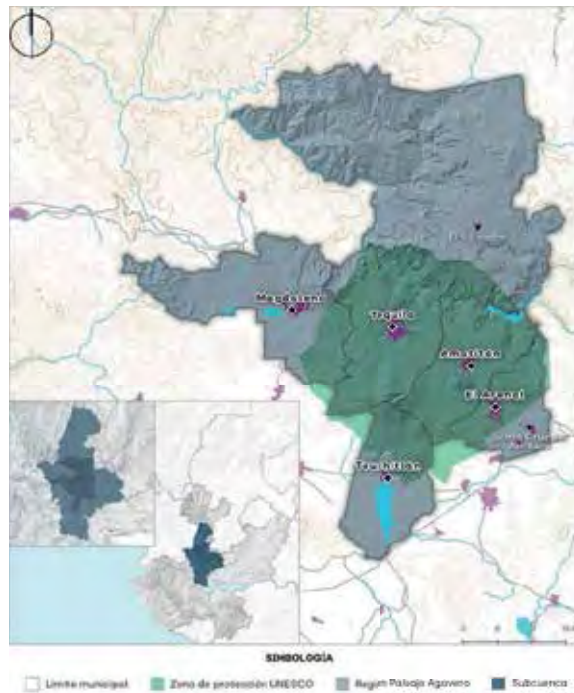 Magdalena
Tequila
Amatitán
El Arenal
Teuchitlán
SIMBOLOGÍA
Límite municipal
Zona de protección UNESCO
Región Paisaje Agavero
Subcuenca